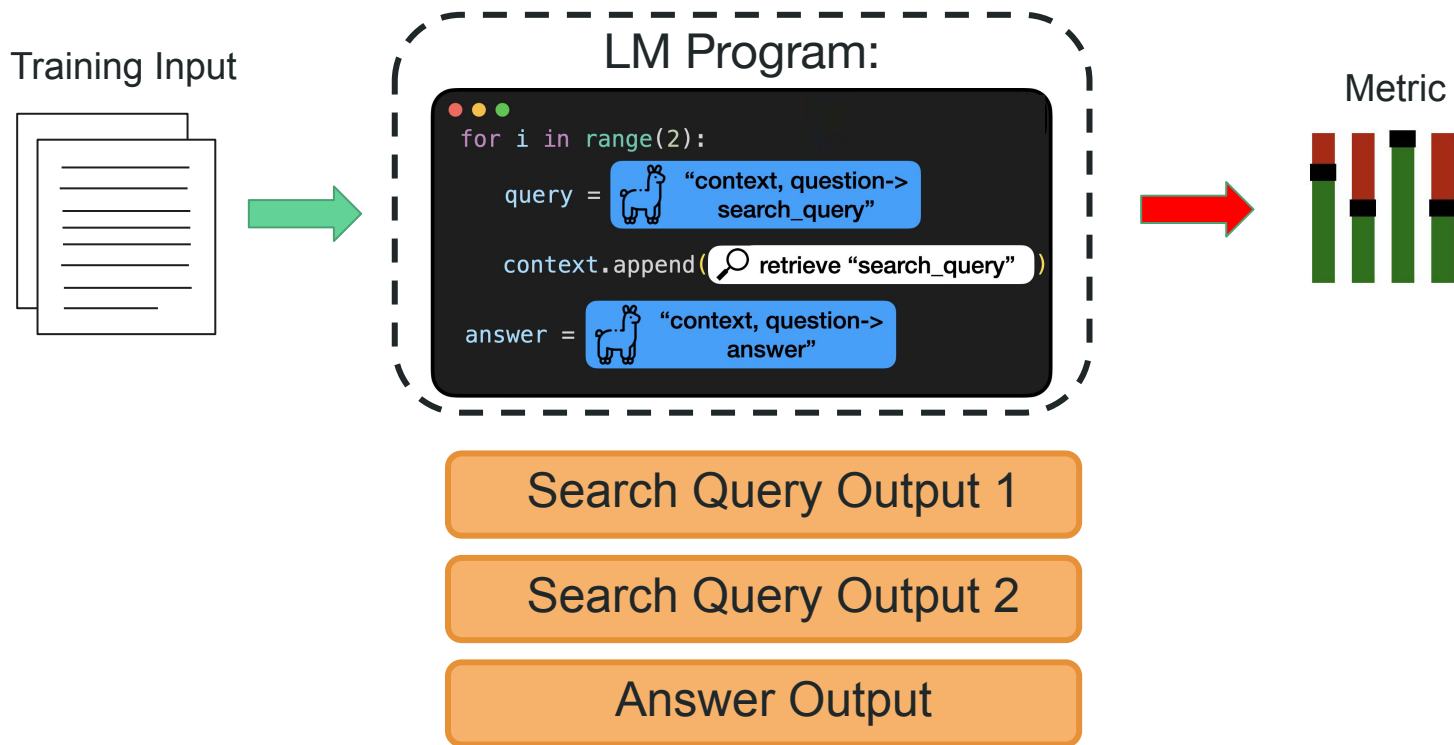 Training Input
LM Program:
Metric
for i in range(2):
query = “context, question->
search_query”
context.append( retrieve “search_query” )
answer = “context, question->
answer”
Search Query Output 1
Search Query Output 2
Answer Output